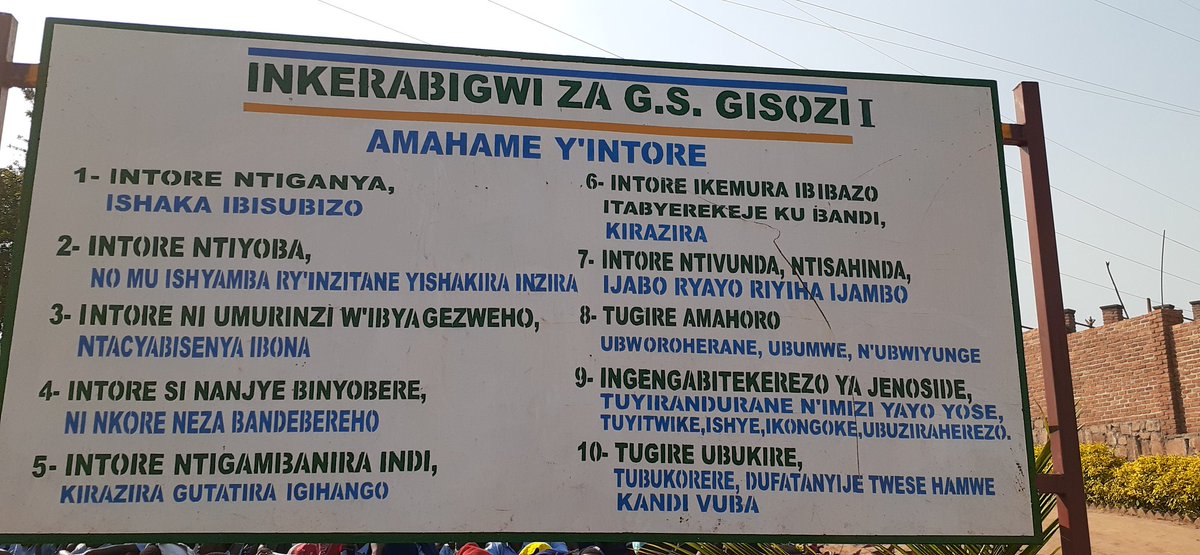 INKERABIGWI ZA G.S. GISOZI I
AMAHAME Y'INTORE
1- INTORE NTIGANYA,
ISHAKA IBISUBIZO
2- INTORE NTIYOBA,
NO MU ISHYAMBA RY'INZITANE YISHAKIRA INZIRA
3- INTORE NI UMURINZI W'IBYAGEZWEHO,
NTACYABISENYA IBONA
4- INTORE SI NANJYE BINYOBERE,
NI NKORE NEZA BANDEBEREHO
5- INTORE NTIGAMBANIRA INDI,
KIRAZIRA GUTATIRA IGIHANGO
6- INTORE IKEMURA IBIBAZO
ITABYEREKEJE KU BANDI,
KIRAZIRA
7- INTORE NTIVUNDA, NTISAHINDA,
IJABO RYAYO RIYIHA IJAMBO
8- TUGIRE AMAHORO
UBWOROHERANE, UBUMWE, N'UBWIYUNGE
9- INGENGABITEKEREZO YA JENOSIDE,
TUYIRANDURANE N'IMIZI YAYO YOSE,
TUYITWIKE,ISHYE,IKONGOKE,UBUZIRAHEREZO.
10- TUGIRE UBUKIRE,
TUBUKORERE, DUFATANYIJE TWESE HAMWE
KANDI VUBA